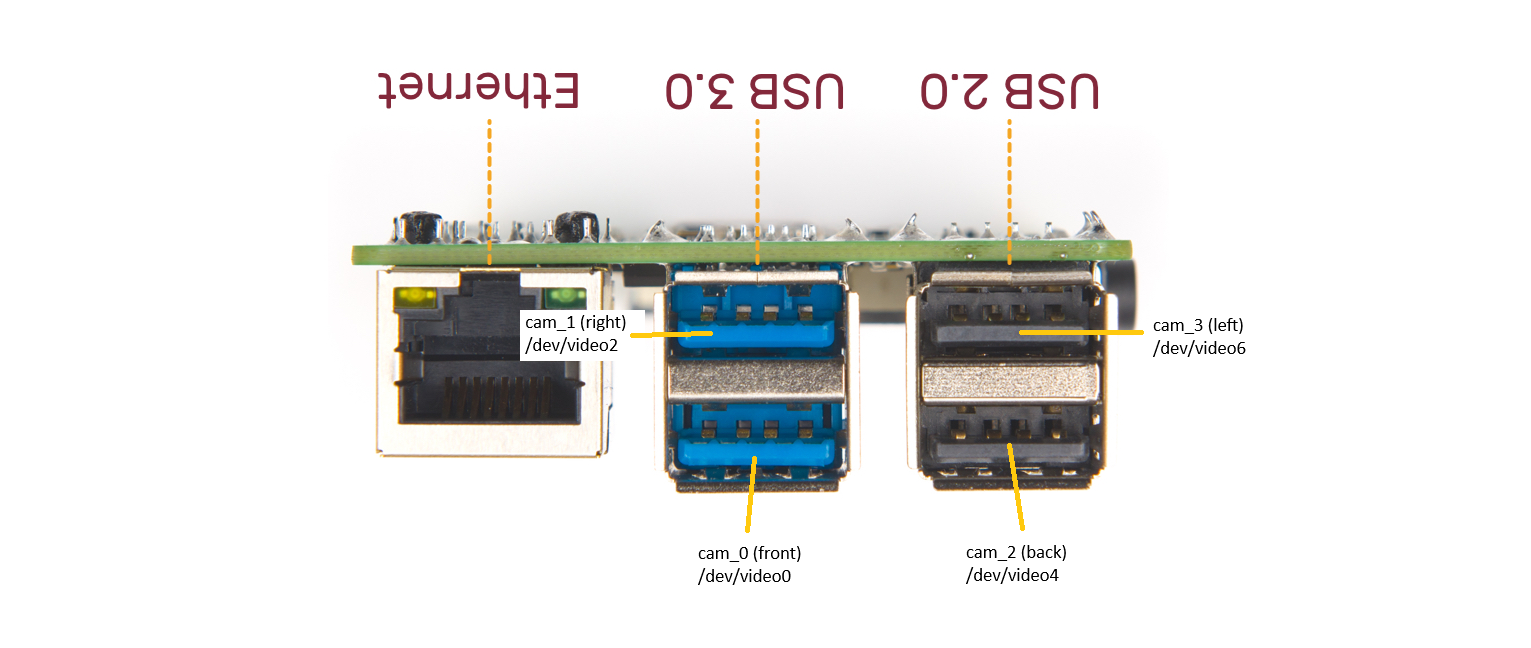 Ethernet
USB 3.0
USB 2.0
cam_1 (right)
/dev/video2
cam_3 (left)
/dev/video6
cam_0 (front)
/dev/video0
cam_2 (back)
/dev/video4